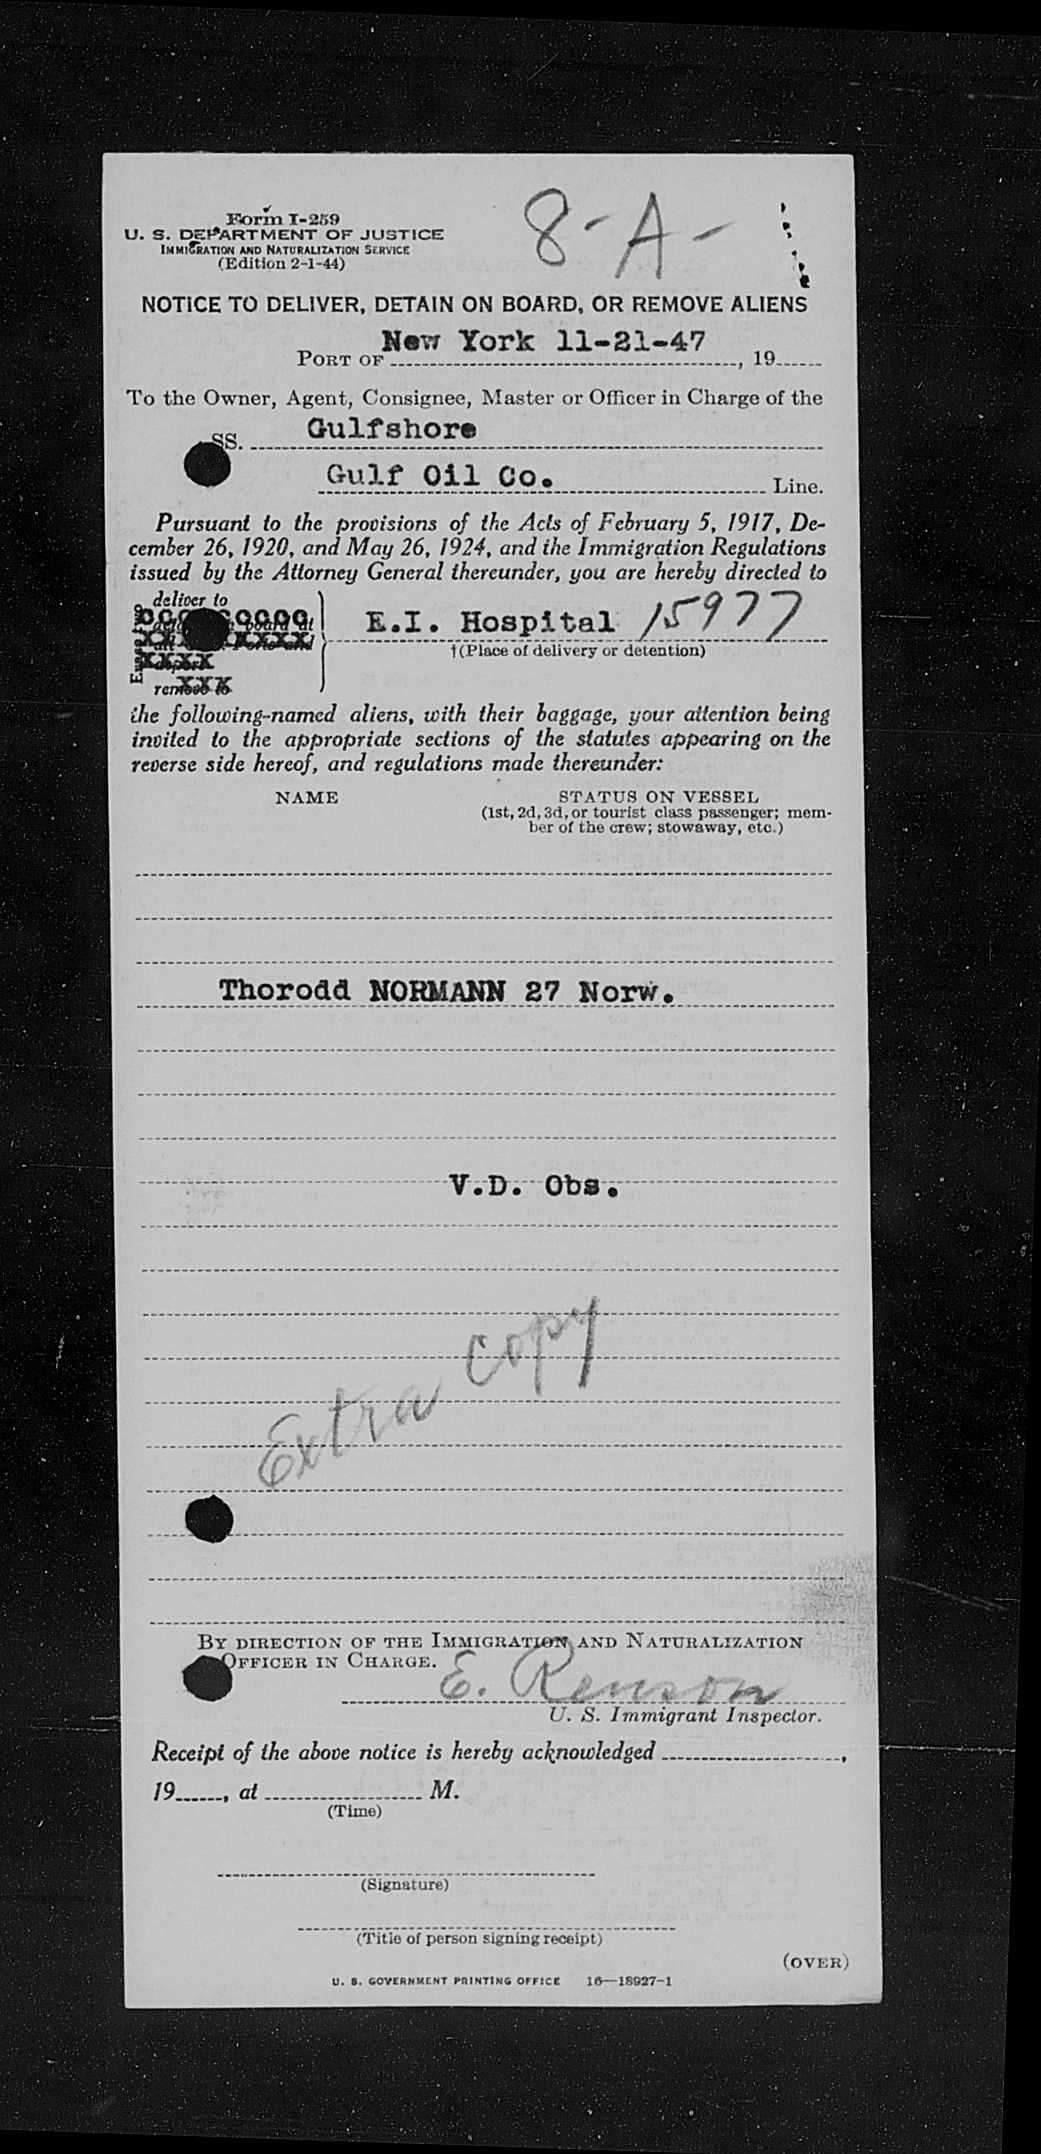 Form I-259
U. S. DEPARTMENT OF JUSTICE
IMMIGRATION AND NATURALIZATION SERVICE
(Edition 2-1-44)
8-A-
NOTICE TO DELIVER, DETAIN ON BOARD, OR REMOVE ALIENS
New York 11-21-47
PORT OF , 19
To the Owner, Agent, Consignee, Master or Officer in Charge of the
SS. Gulfshore
Gulf Oil Co. Line.
Pursuant to the provisions of the Acts of February 5, 1917, De-
cember 26, 1920, and May 26, 1924, and the Immigration Regulations
issued by the Attorney General thereunder, you are hereby directed to
deliver to
board at
E.I. Hospital 15977
†(Place of delivery or detention)
remove to
the following-named aliens, with their baggage, your attention being
invited to the appropriate sections of the statutes appearing on the
reverse side hereof, and regulations made thereunder:
NAME STATUS ON VESSEL
(1st, 2d, 3d, or tourist class passenger; mem-
ber of the crew; stowaway, etc.)
Thorodd NORMANN 27 Norw.
V.D. Obs.
Extra Copy
BY DIRECTION OF THE IMMIGRATION AND NATURALIZATION
OFFICER IN CHARGE.
E. Renson
U. S. Immigrant Inspector.
Receipt of the above notice is hereby acknowledged ,
19 , at M.
(Time)
(Signature)
(Title of person signing receipt)
(OVER)
U. S. GOVERNMENT PRINTING OFFICE 16—18927-1